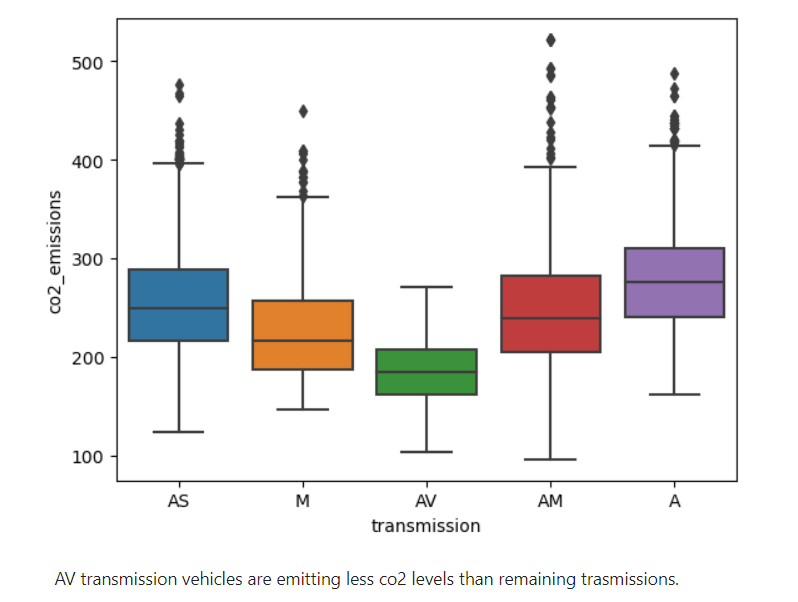 500
400
300
200
100
co2_emissions
AS M AV AM A
transmission
AV transmission vehicles are emitting less co2 levels than remaining trasmissions.